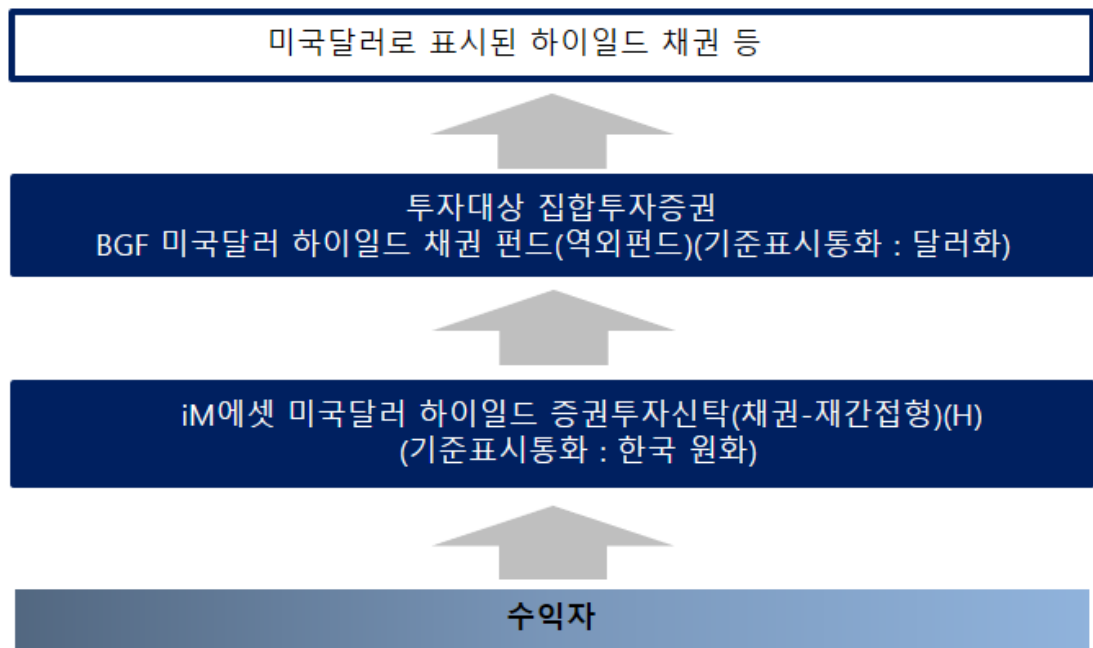 미국달러로 표시된 하이일드 채권 등
투자대상 집합투자증권
BGF 미국달러 하이일드 채권 펀드(역외펀드)(기준표시통화 : 달러화)
iM에셋 미국달러 하이일드 증권투자신탁(채권-재간접형)(H)
(기준표시통화 : 한국 원화)
수익자